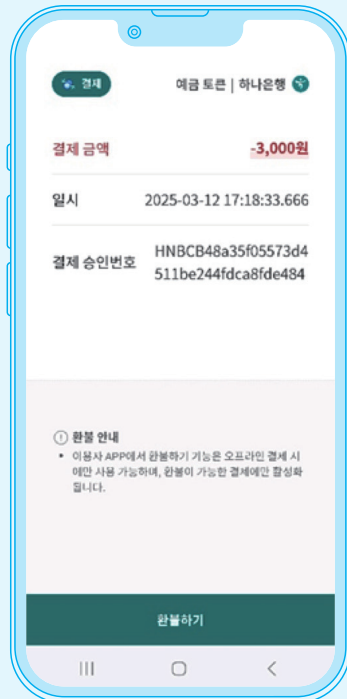 결제
예금 토큰 | 하나은행
결제 금액
-3,000원
일시
2025-03-12 17:18:33.666
결제 승인번호
HNBCB48a35f05573d4
511be244fdca8fde484
환불 안내
• 이용자 APP에서 환불하기 기능은 오프라인 결제 시
에만 사용 가능하며, 환불이 가능한 결제에만 활성화
됩니다.
환불하기